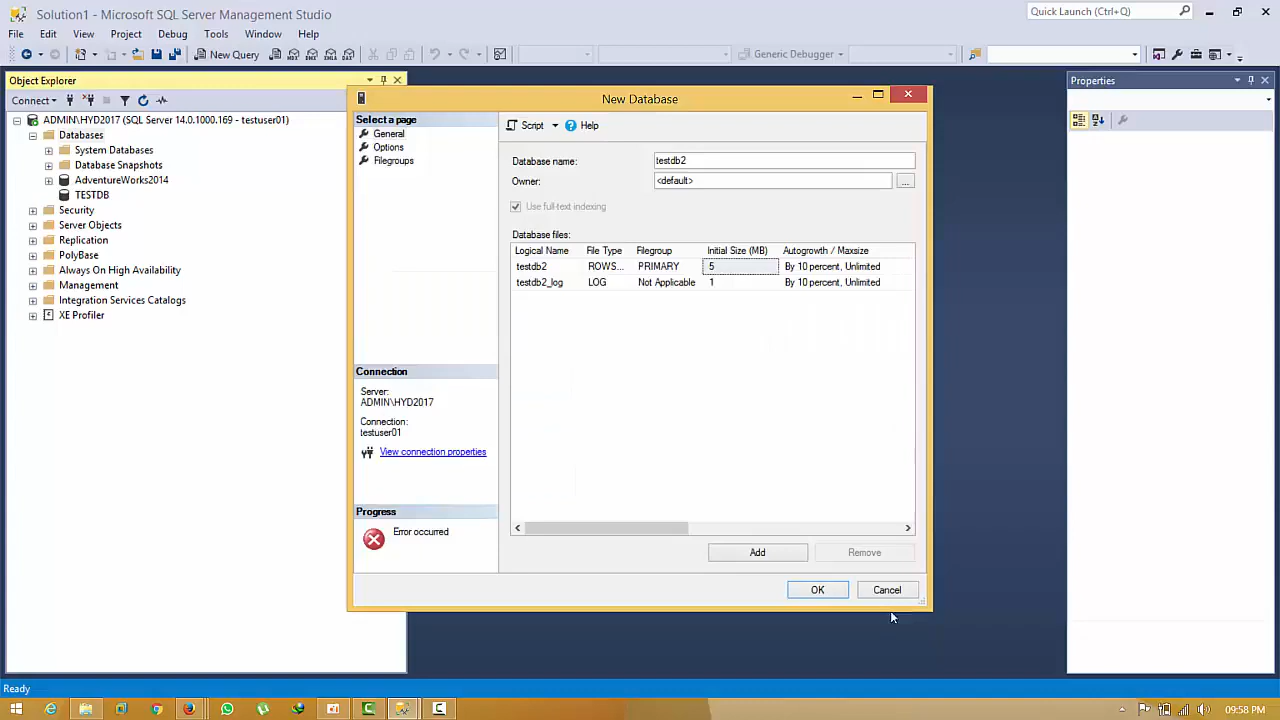 Solution1 - Microsoft SQL Server Management Studio
Quick Launch (Ctrl+Q)
File Edit View Project Debug Tools Window Help
New Query
Generic Debugger
Object Explorer
Connect
ADMIN\HYD2017 (SQL Server 14.0.1000.169 - testuser01)
Databases
System Databases
Database Snapshots
AdventureWorks2014
TESTDB
Security
Server Objects
Replication
PolyBase
Always On High Availability
Management
Integration Services Catalogs
XE Profiler
New Database
Select a page
General
Options
Filegroups
Script Help
Database name: testdb2
Owner: <default> ...
Use full-text indexing
Database files:
Logical Name File Type Filegroup Initial Size (MB) Autogrowth / Maxsize
testdb2 ROWS... PRIMARY 5 By 10 percent, Unlimited
testdb2_log LOG Not Applicable 1 By 10 percent, Unlimited
Connection
Server:
ADMIN\HYD2017
Connection:
testuser01
View connection properties
Progress
Error occurred
Add Remove
OK Cancel
Properties
Ready
09:58 PM